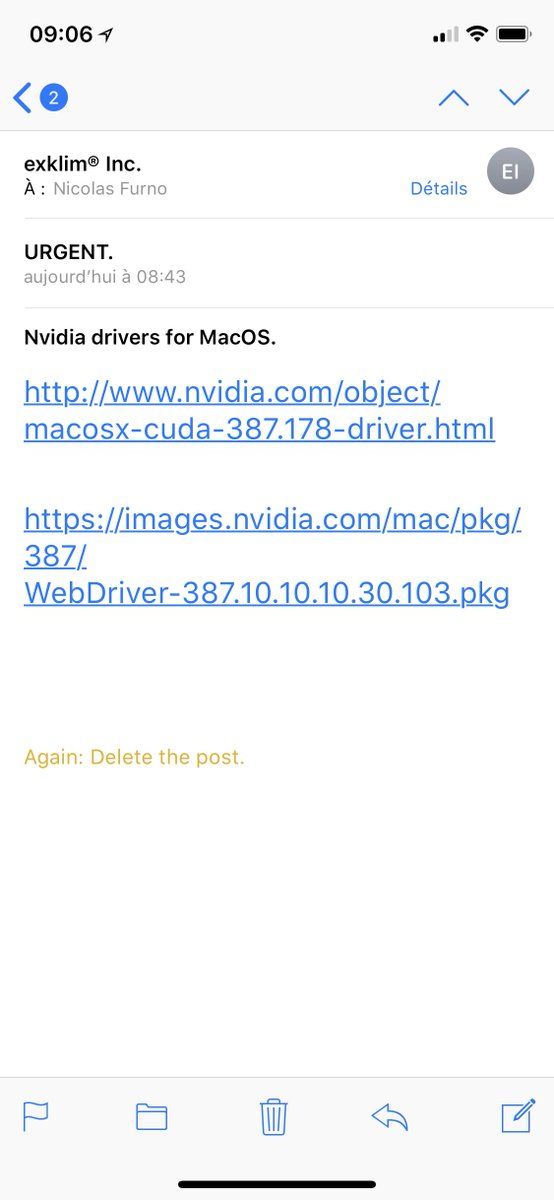 09:06
2
exklim® Inc.
EI
À : Nicolas Furno
Détails
URGENT.
aujourd'hui à 08:43
Nvidia drivers for MacOS.
http://www.nvidia.com/object/
macosx-cuda-387.178-driver.html
https://images.nvidia.com/mac/pkg/
387/
WebDriver-387.10.10.10.30.103.pkg
Again: Delete the post.